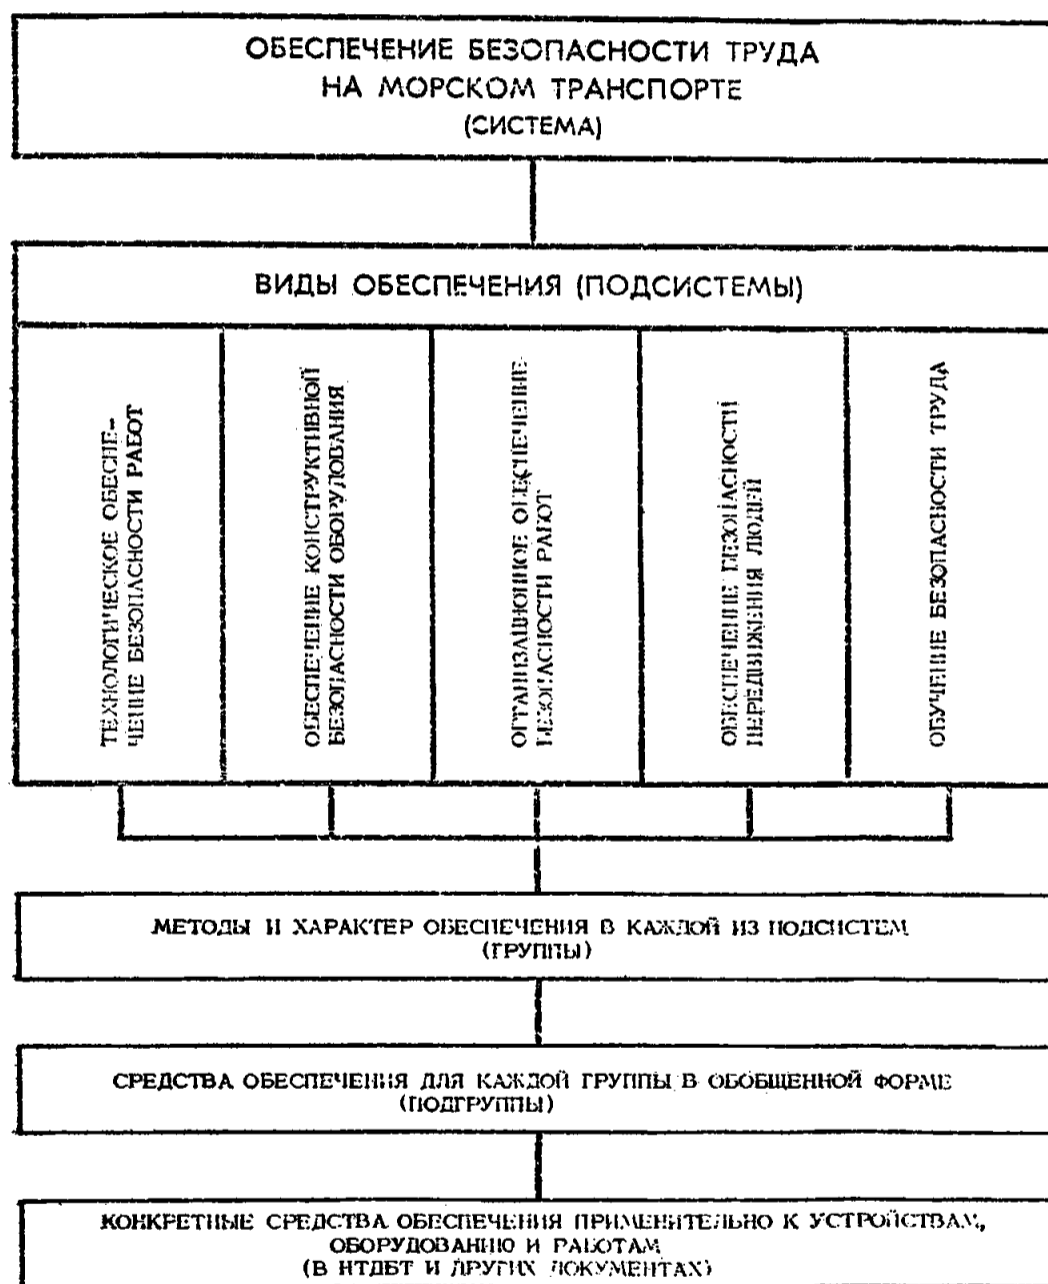 ОБЕСПЕЧЕНИЕ БЕЗОПАСНОСТИ ТРУДА
НА МОРСКОМ ТРАНСПОРТЕ
(СИСТЕМА)
ВИДЫ ОБЕСПЕЧЕНИЯ (ПОДСИСТЕМЫ)
ТЕХНОЛОГИЧЕСКОЕ ОБЕСПЕ-
ЧЕНИЕ БЕЗОПАСНОСТИ РАБОТ
ОБЕСПЕЧЕНИЕ КОНСТРУКТИВНОЙ
БЕЗОПАСНОСТИ ОБОРУДОВАНИЯ
ОРГАНИЗАЦИОННОЕ ОБЕСПЕЧЕНИЕ
БЕЗОПАСНОСТИ РАБОТ
ОБЕСПЕЧЕНИЕ БЕЗОПАСНОСТИ
ПЕРЕДВИЖЕНИЯ ЛЮДЕЙ
ОБУЧЕНИЕ БЕЗОПАСНОСТИ ТРУДА
МЕТОДЫ И ХАРАКТЕР ОБЕСПЕЧЕНИЯ В КАЖДОЙ ИЗ ПОДСИСТЕМ
(ГРУППЫ)
СРЕДСТВА ОБЕСПЕЧЕНИЯ ДЛЯ КАЖДОЙ ГРУППЫ В ОБОБЩЕННОЙ ФОРМЕ
(ПОДГРУППЫ)
КОНКРЕТНЫЕ СРЕДСТВА ОБЕСПЕЧЕНИЯ ПРИМЕНИТЕЛЬНО К УСТРОЙСТВАМ,
ОБОРУДОВАНИЮ И РАБОТАМ
(В НТДБТ И ДРУГИХ ДОКУМЕНТАХ)